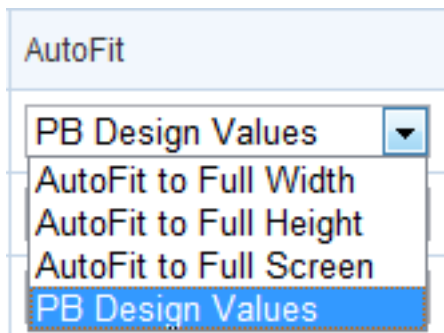 AutoFit
PB Design Values
AutoFit to Full Width
AutoFit to Full Height
AutoFit to Full Screen
PB Design Values